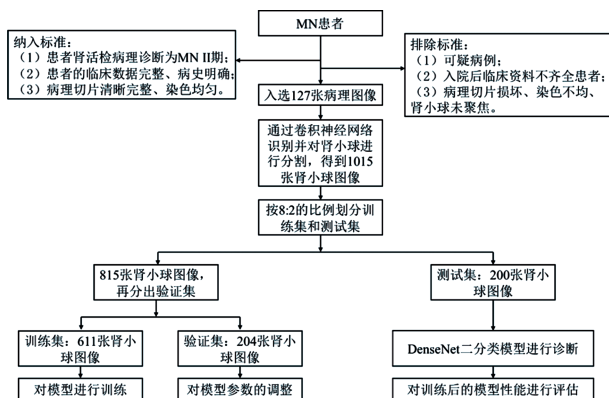 MN患者
纳入标准：
（1）患者肾活检病理诊断为MN II期；
（2）患者的临床数据完整、病史明确；
（3）病理切片清晰完整、染色均匀。
排除标准：
（1）可疑病例；
（2）入院后临床资料不齐全患者；
（3）病理切片损坏、染色不均、
肾小球未聚焦。
入选127张病理图像
通过卷积神经网络
识别并对肾小球进
行分割，得到1015
张肾小球图像
按8:2的比例划分训
练集和测试集
815张肾小球图像，
再分出验证集
测试集：200张肾小
球图像
训练集：611张肾小
球图像
验证集：204张肾小
球图像
DenseNet二分类模型进行诊断
对模型进行训练
对模型参数的调整
对训练后的模型性能进行评估